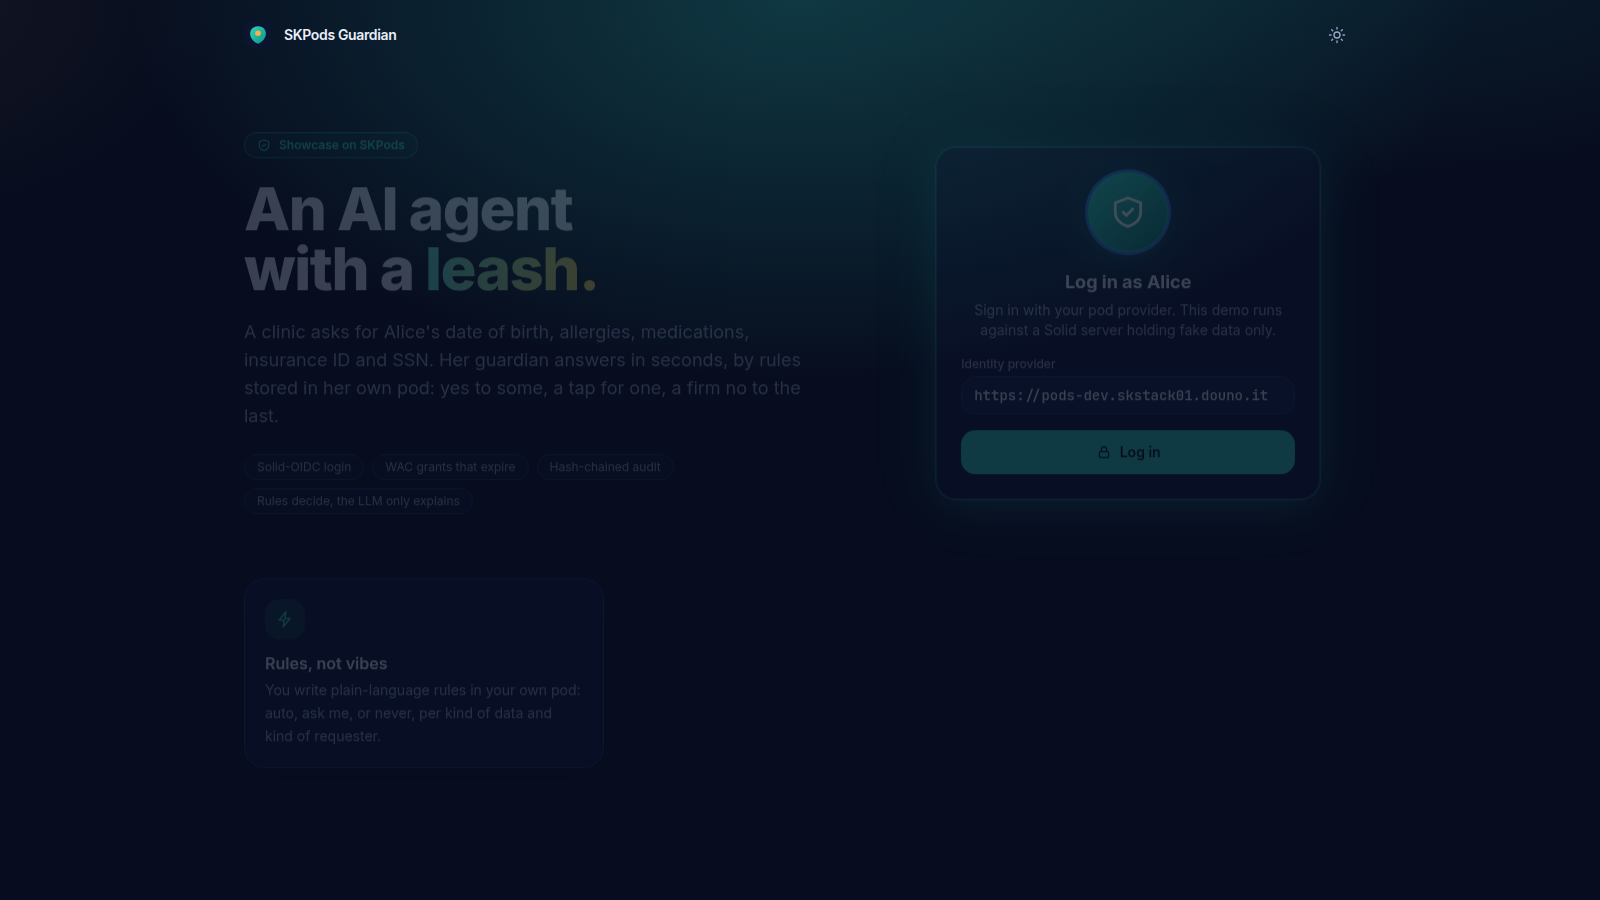 SKPods Guardian
Showcase on SKPods
An AI agent
with a leash.
A clinic asks for Alice's date of birth, allergies, medications,
insurance ID and SSN. Her guardian answers in seconds, by rules
stored in her own pod: yes to some, a tap for one, a firm no to the
last.
Solid-OIDC login
WAC grants that expire
Hash-chained audit
Rules decide, the LLM only explains
Log in as Alice
Sign in with your pod provider. This demo runs
against a Solid server holding fake data only.
Identity provider
https://pods-dev.skstack01.douno.it
Log in
Rules, not vibes
You write plain-language rules in your own pod:
auto, ask me, or never, per kind of data and
kind of requester.